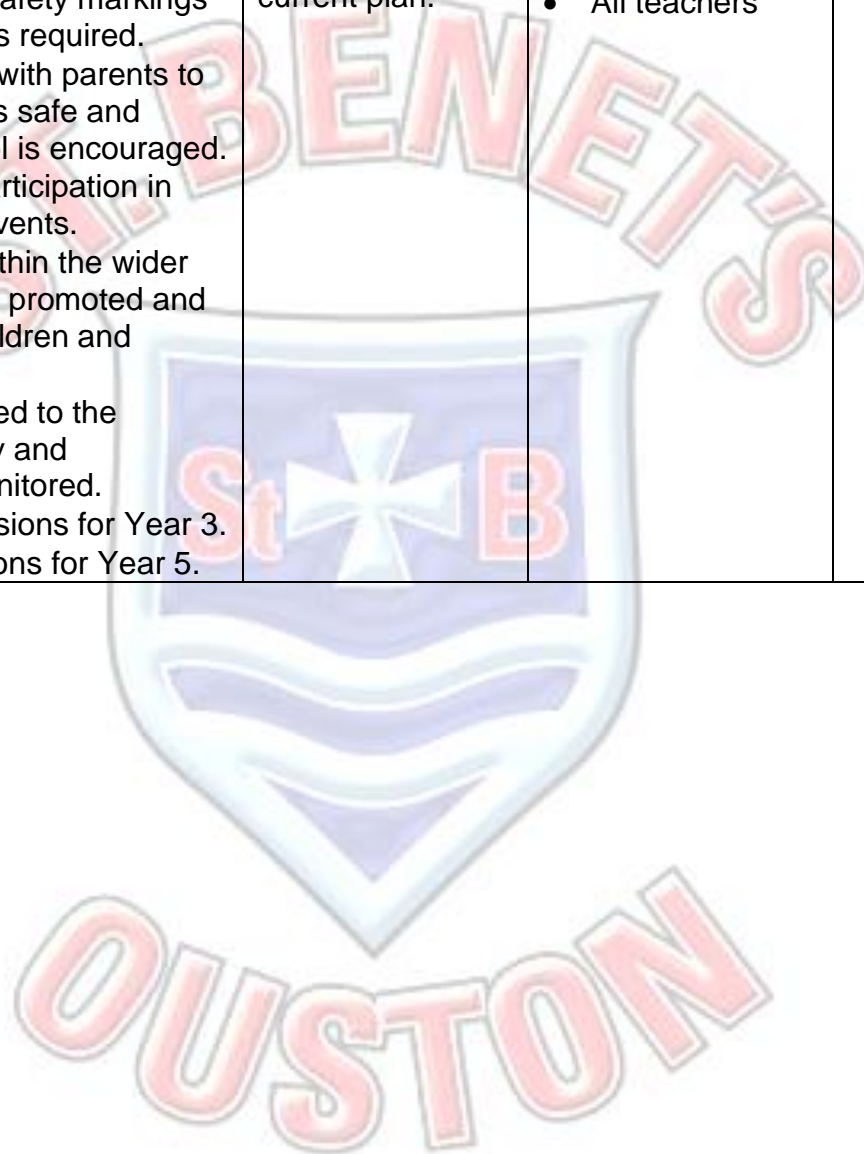 afety markings
s required.
with parents to
s safe and
l is encouraged.
rticipation in
vents.
thin the wider
promoted and
ldren and
ed to the
y and
nitored.
sions for Year 3.
ons for Year 5.
current plan.
• All teachers
ST. BENET'S
St B
OUSTON